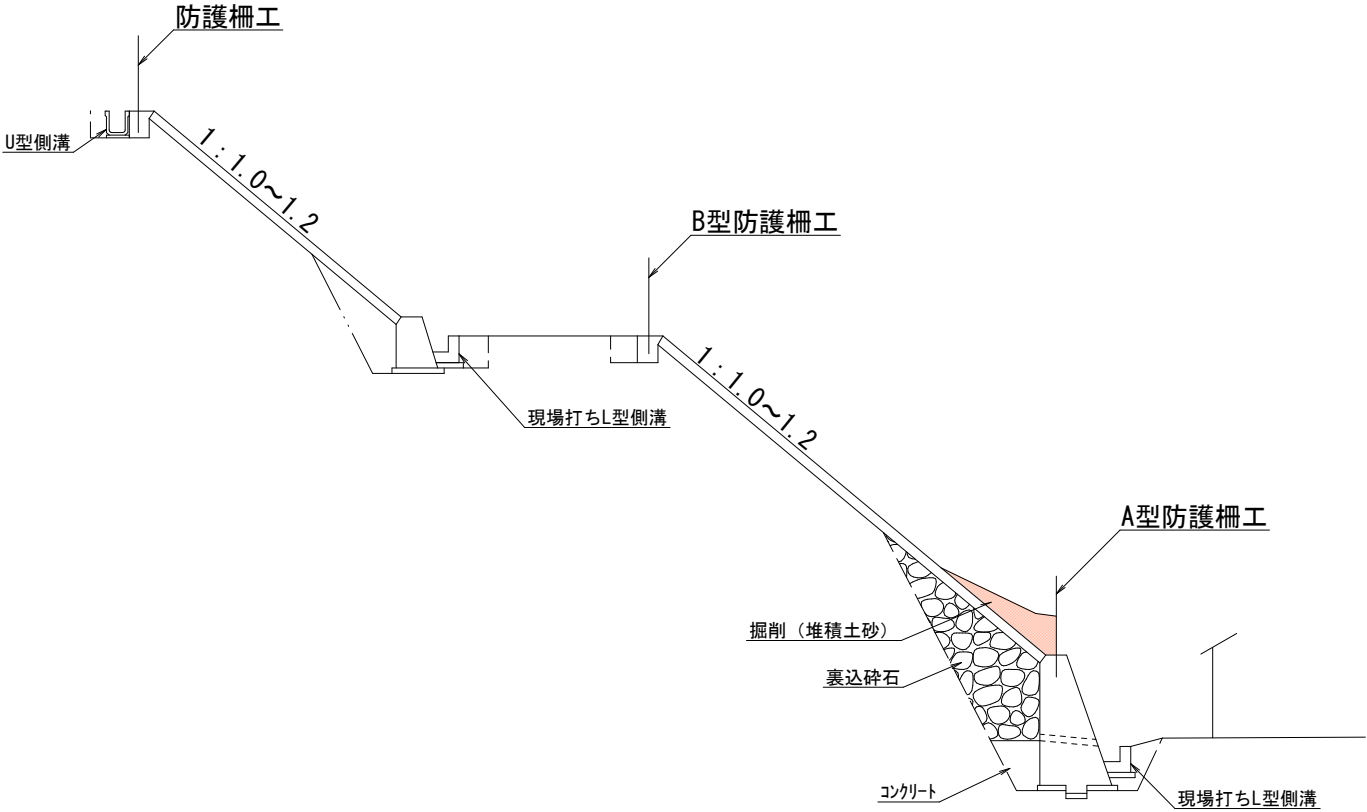 防護柵工
U型側溝
1:1.0～1.2
B型防護柵工
現場打ちL型側溝
1:1.0～1.2
A型防護柵工
掘削（堆積土砂）
裏込砕石
ｺﾝｸﾘｰﾄ
現場打ちL型側溝